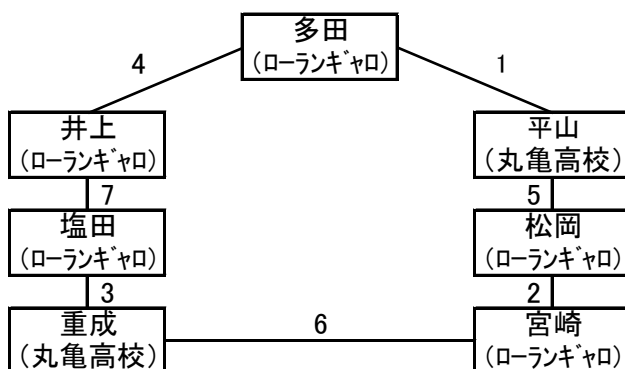 多田
(ローランギャロ)
4
1
井上
(ローランギャロ)
平山
(丸亀高校)
7
5
塩田
(ローランギャロ)
松岡
(ローランギャロ)
3
2
重成
(丸亀高校)
6
宮崎
(ローランギャロ)